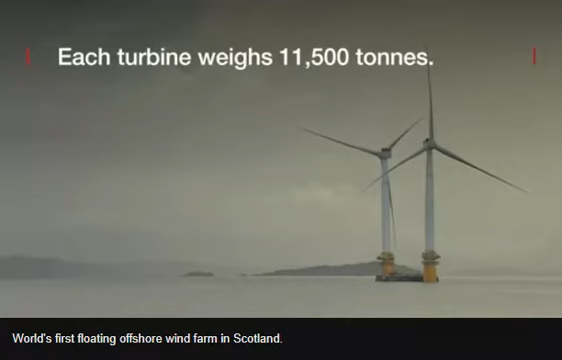 Each turbine weighs 11,500 tonnes.
World's first floating offshore wind farm in Scotland.